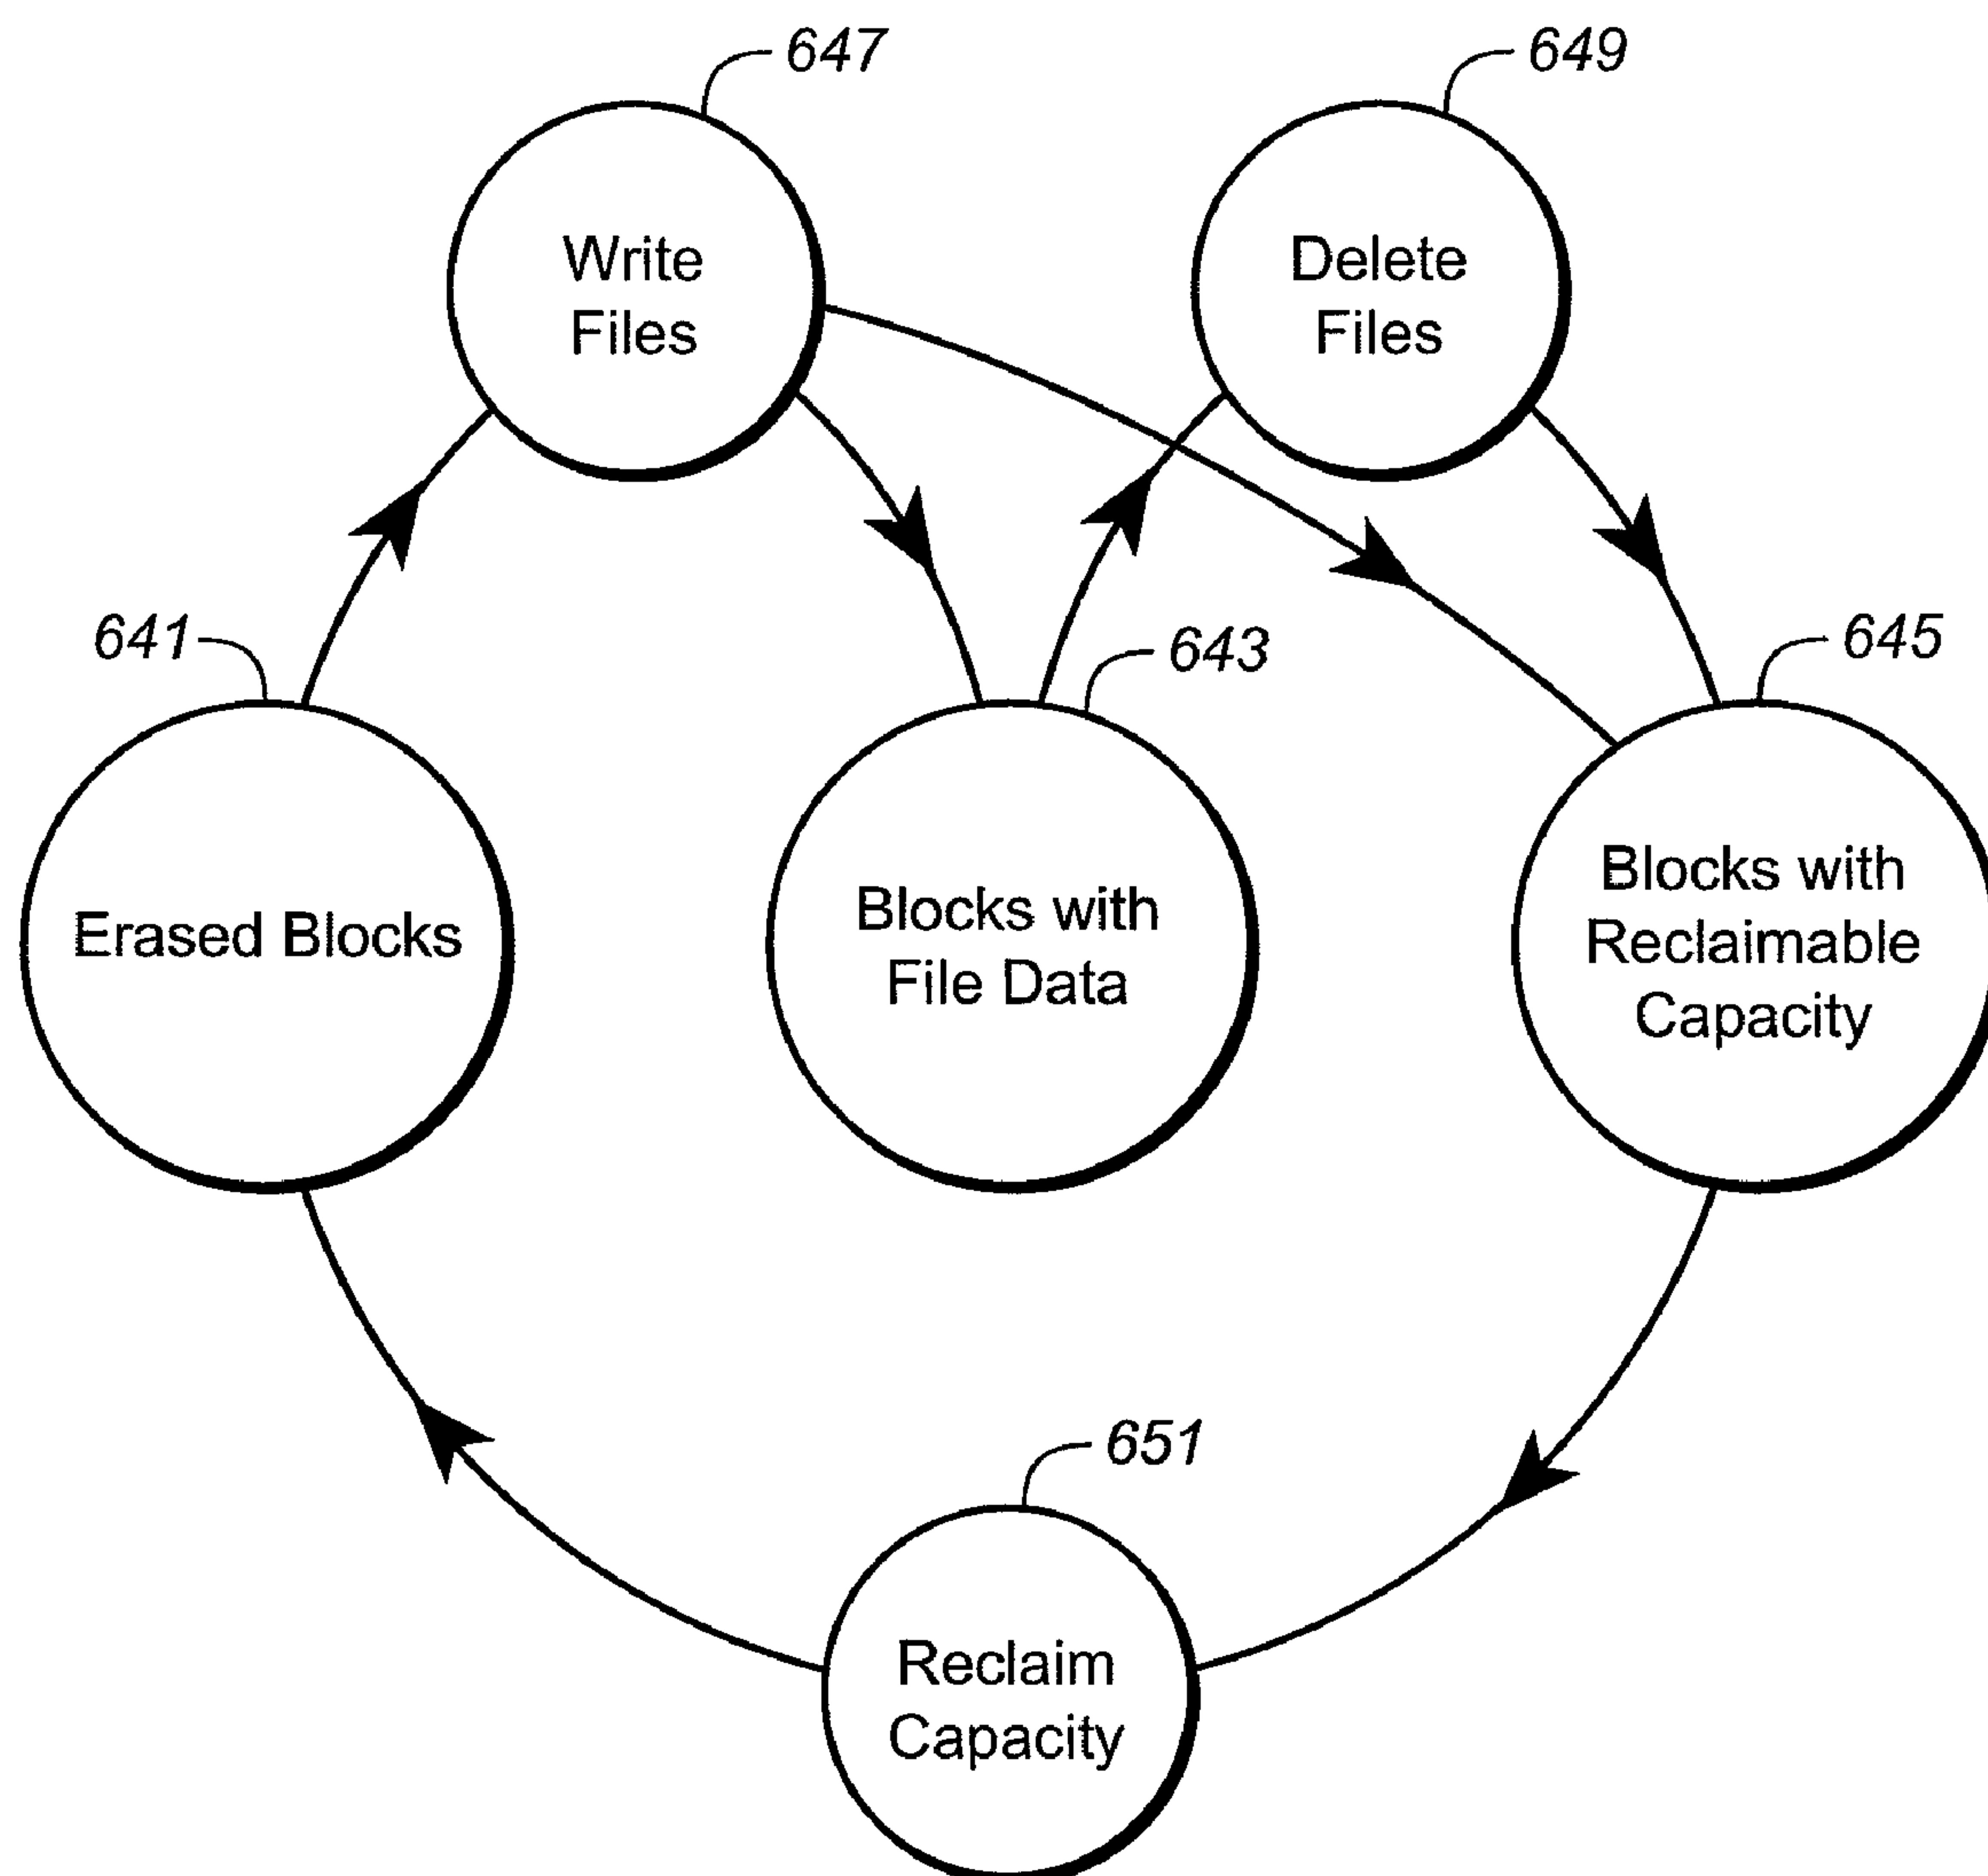 647
649
Write
Files
Delete
Files
641
643
645
Erased Blocks
Blocks with
File Data
Blocks with
Reclaimable
Capacity
651
Reclaim
Capacity